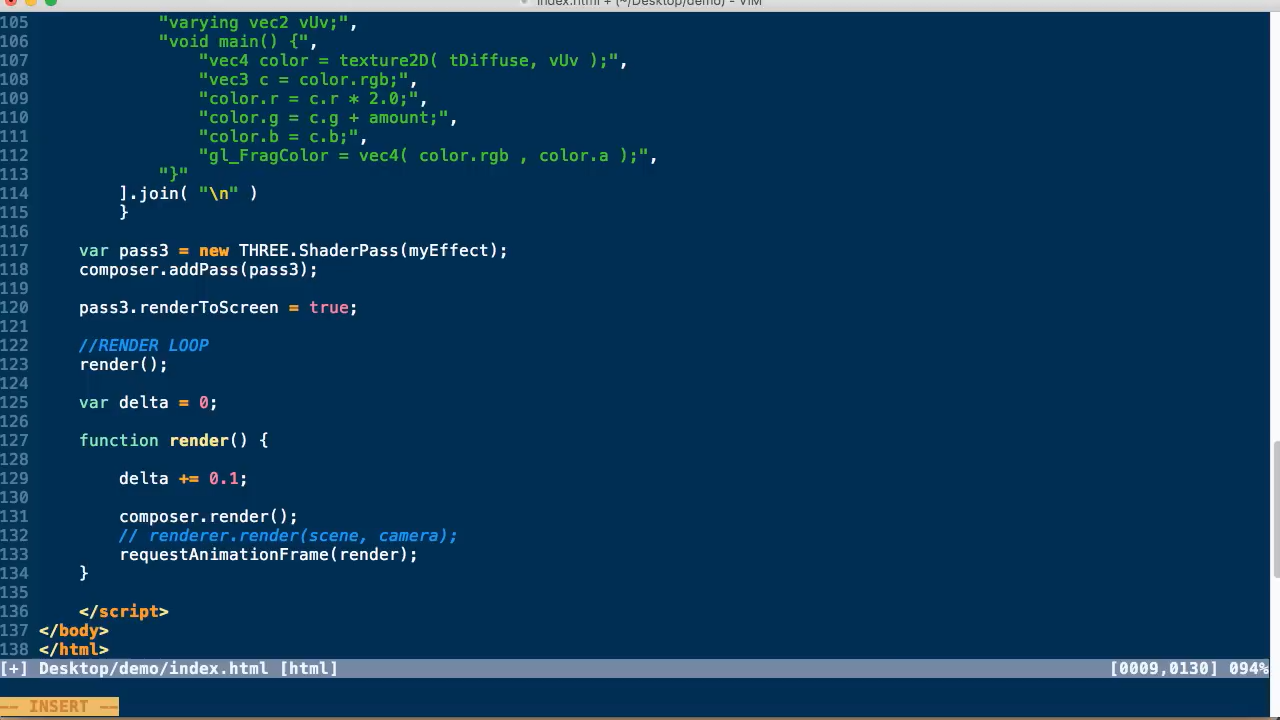 index.html + (~/Desktop/demo) - VIM
105 "varying vec2 vUv;",
106 "void main() {",
107 "vec4 color = texture2D( tDiffuse, vUv );",
108 "vec3 c = color.rgb;",
109 "color.r = c.r * 2.0;",
110 "color.g = c.g + amount;",
111 "color.b = c.b;",
112 "gl_FragColor = vec4( color.rgb , color.a );",
113 "}"
114 ].join( "\n" )
115 }
116
117 var pass3 = new THREE.ShaderPass(myEffect);
118 composer.addPass(pass3);
119
120 pass3.renderToScreen = true;
121
122 //RENDER LOOP
123 render();
124
125 var delta = 0;
126
127 function render() {
128
129 delta += 0.1;
130
131 composer.render();
132 // renderer.render(scene, camera);
133 requestAnimationFrame(render);
134 }
135
136 </script>
137 </body>
138 </html>
[+] Desktop/demo/index.html [html] [0009,0130] 094%
-- INSERT --